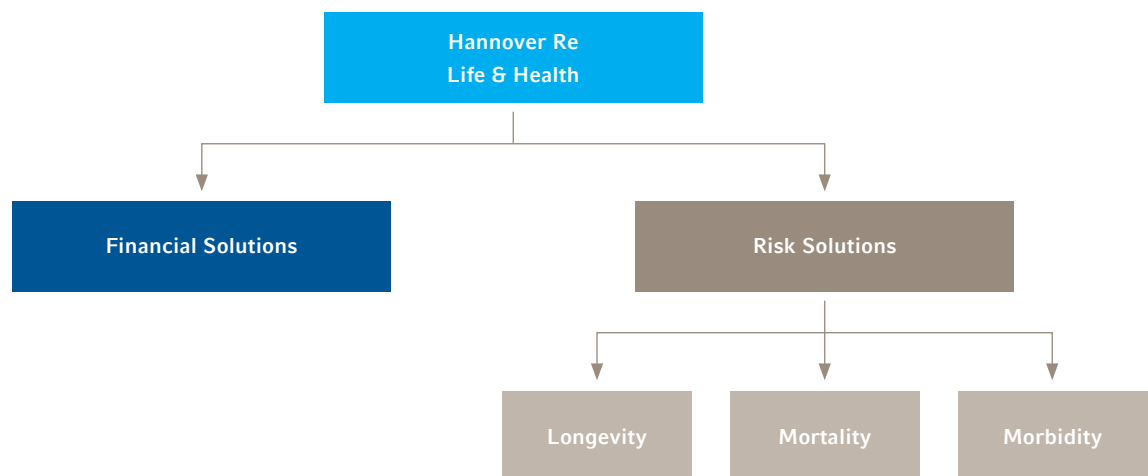 Hannover Re
Life & Health
Financial Solutions
Risk Solutions
Longevity
Mortality
Morbidity